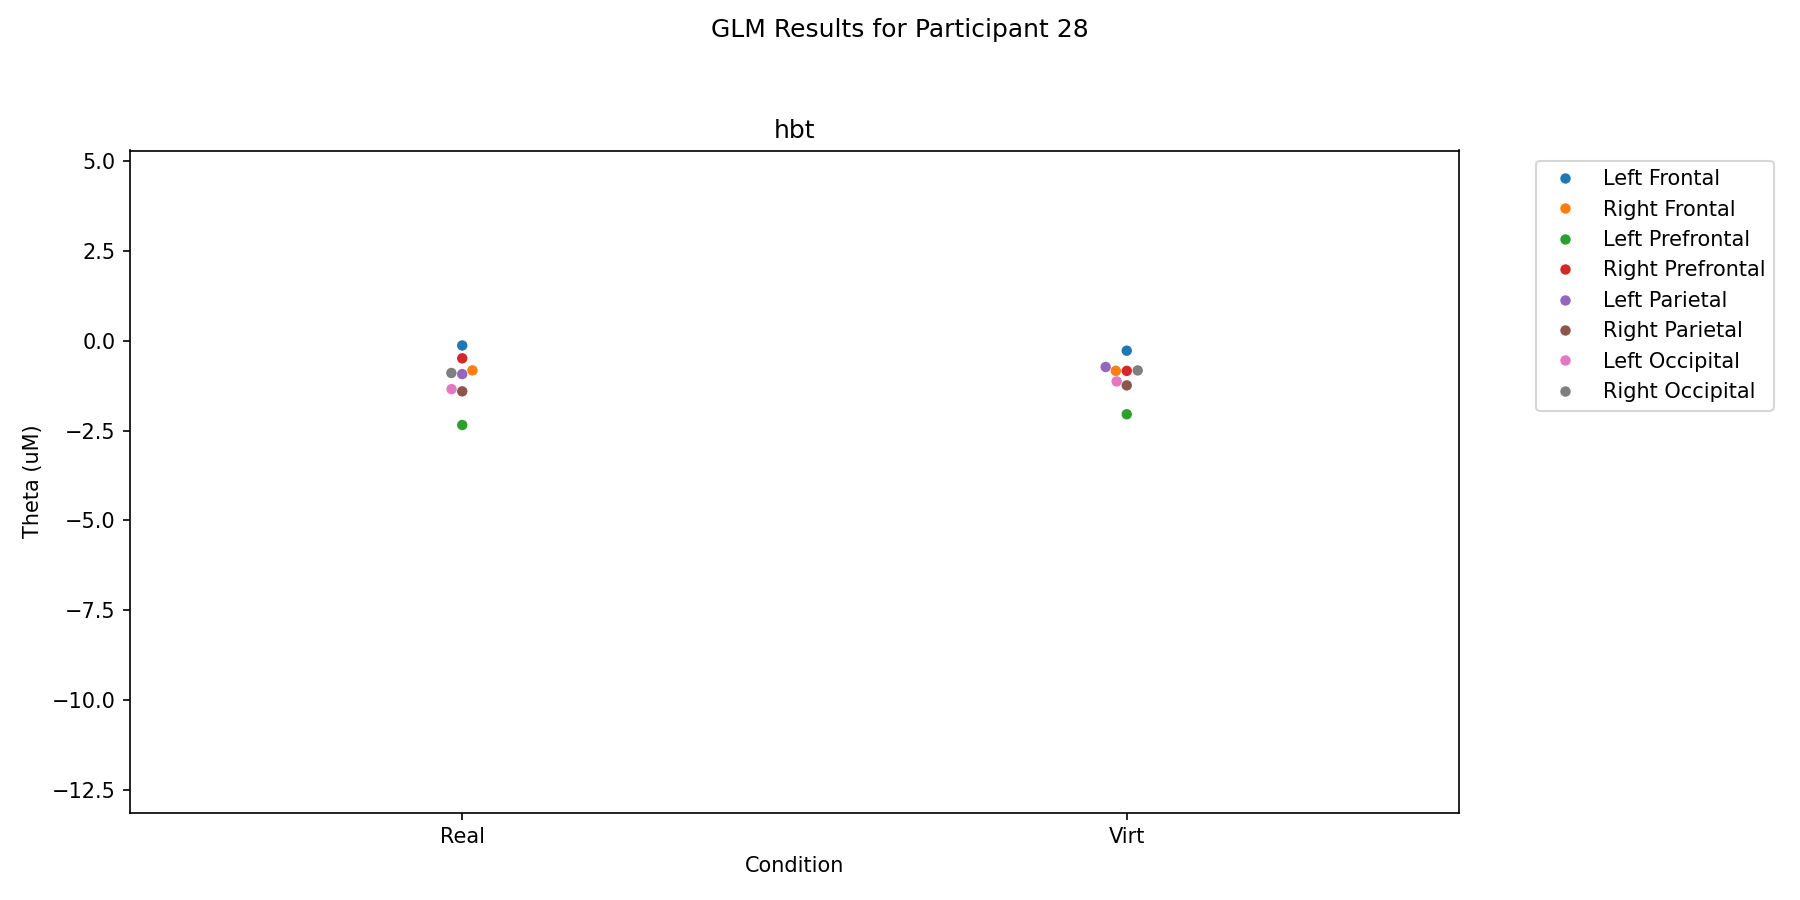 GLM Results for Participant 28
hbt
5.0
2.5
0.0
−2.5
−5.0
−7.5
−10.0
−12.5
Theta (uM)
Real
Virt
Condition
Left Frontal
Right Frontal
Left Prefrontal
Right Prefrontal
Left Parietal
Right Parietal
Left Occipital
Right Occipital